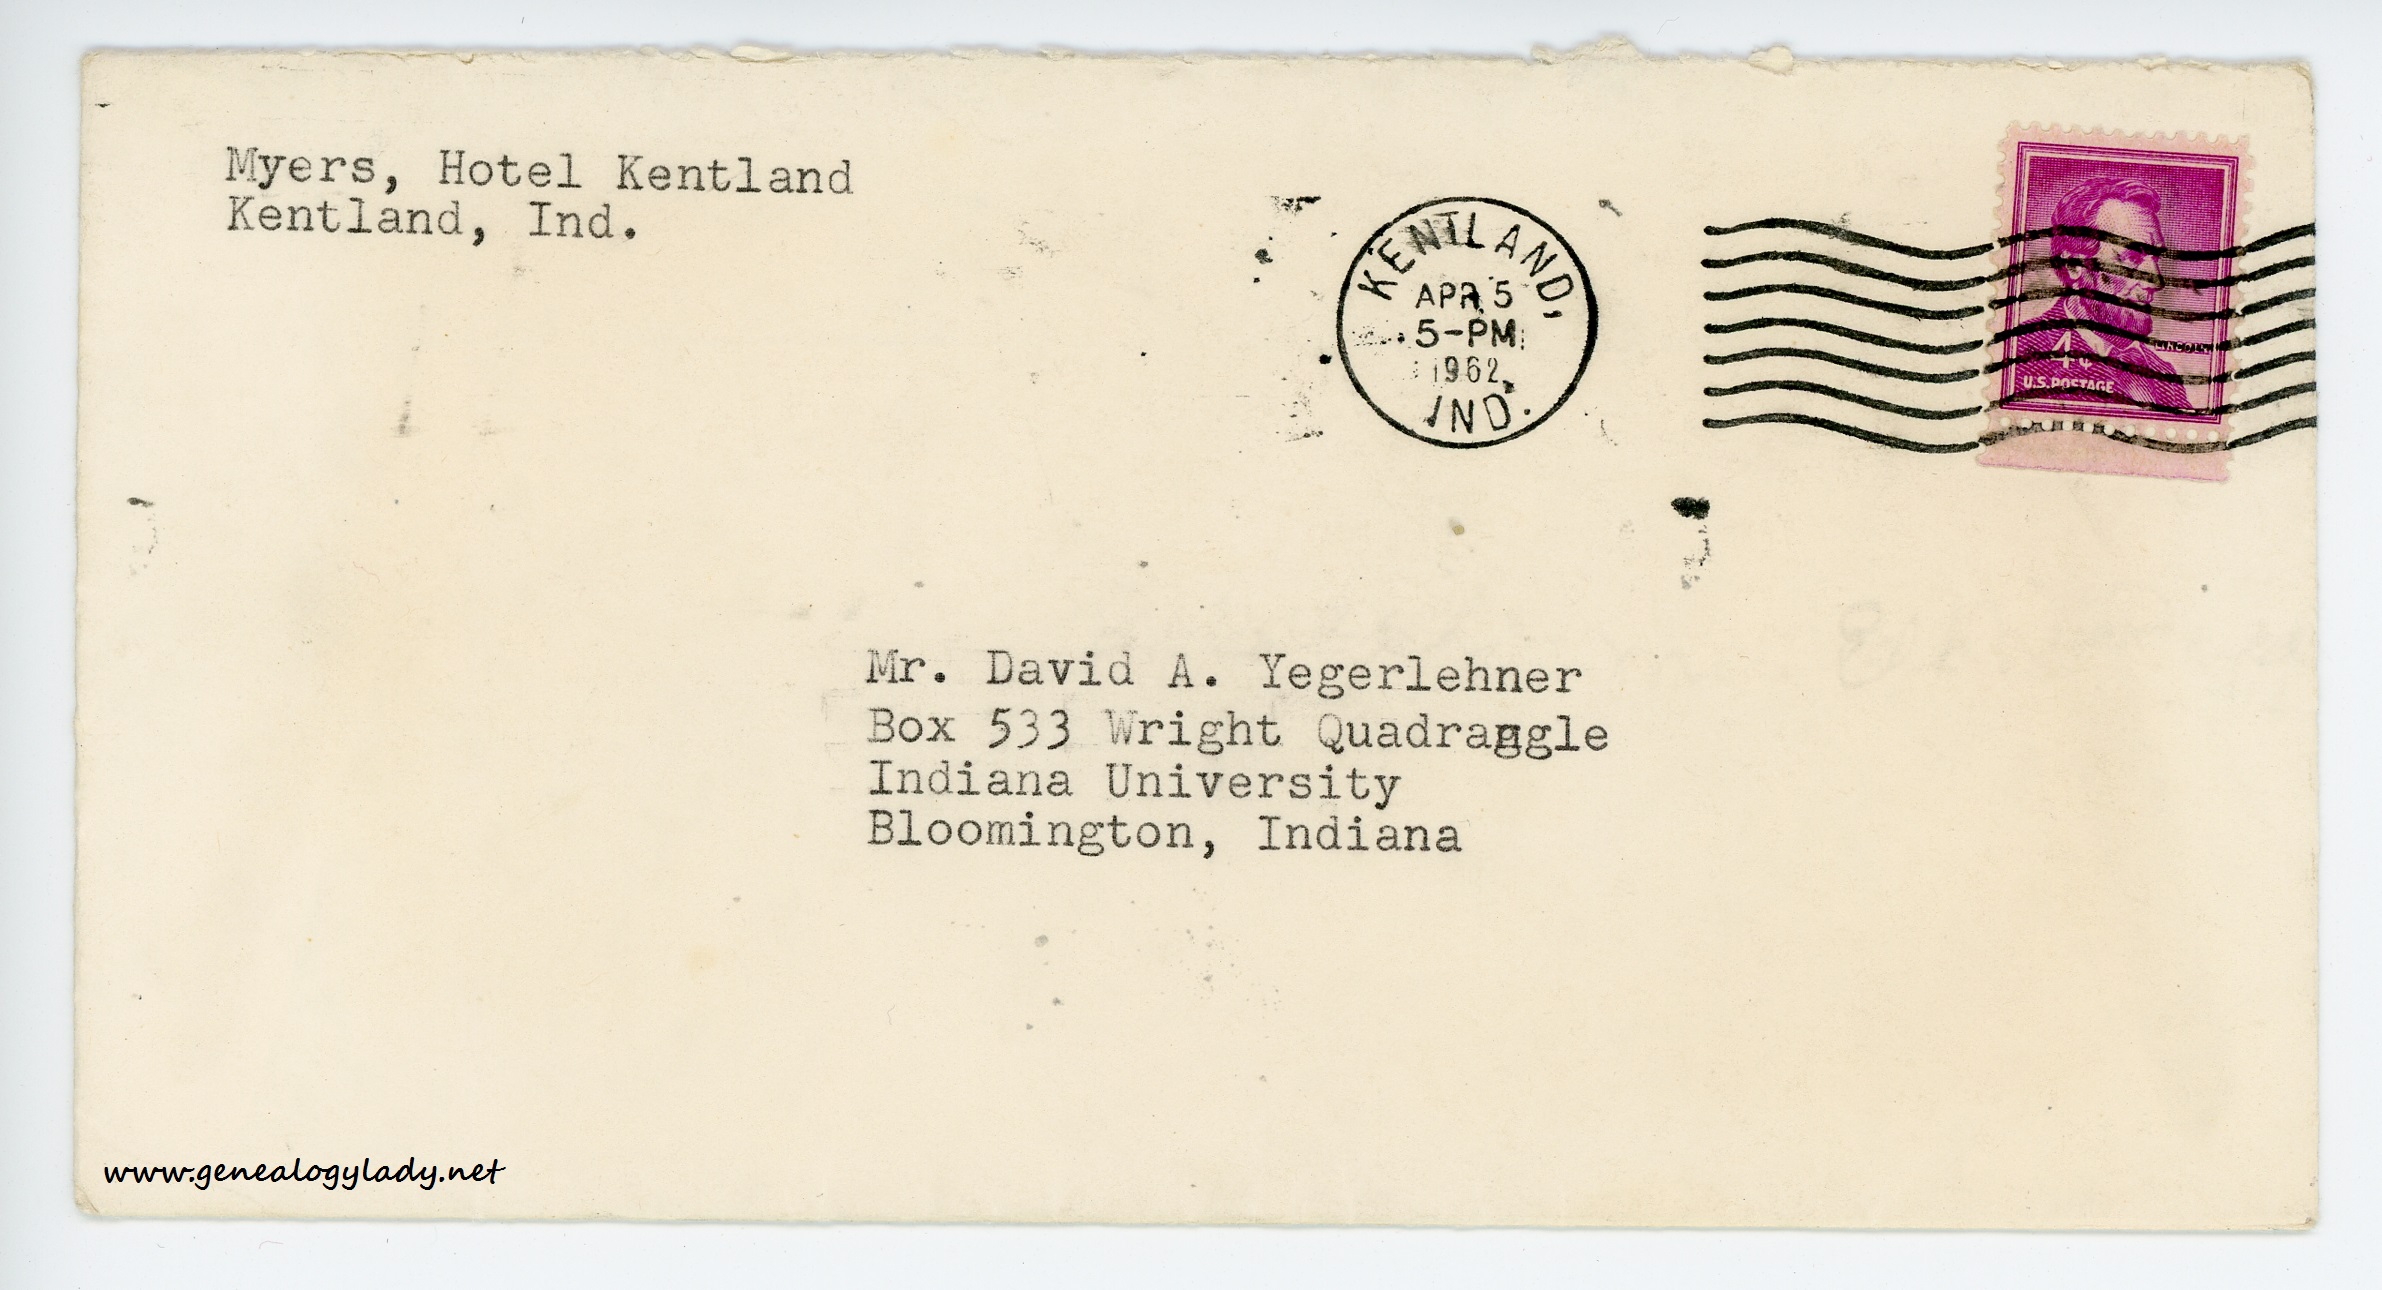 Myers, Hotel Kentland
Kentland, Ind.
KENTLAND,
APR 5
5-PM
1962
IND.
LINCOLN
4¢
U.S. POSTAGE
Mr. David A. Yegerlehner
Box 533 Wright Quadrangle
Indiana University
Bloomington, Indiana
www.genealogylady.net